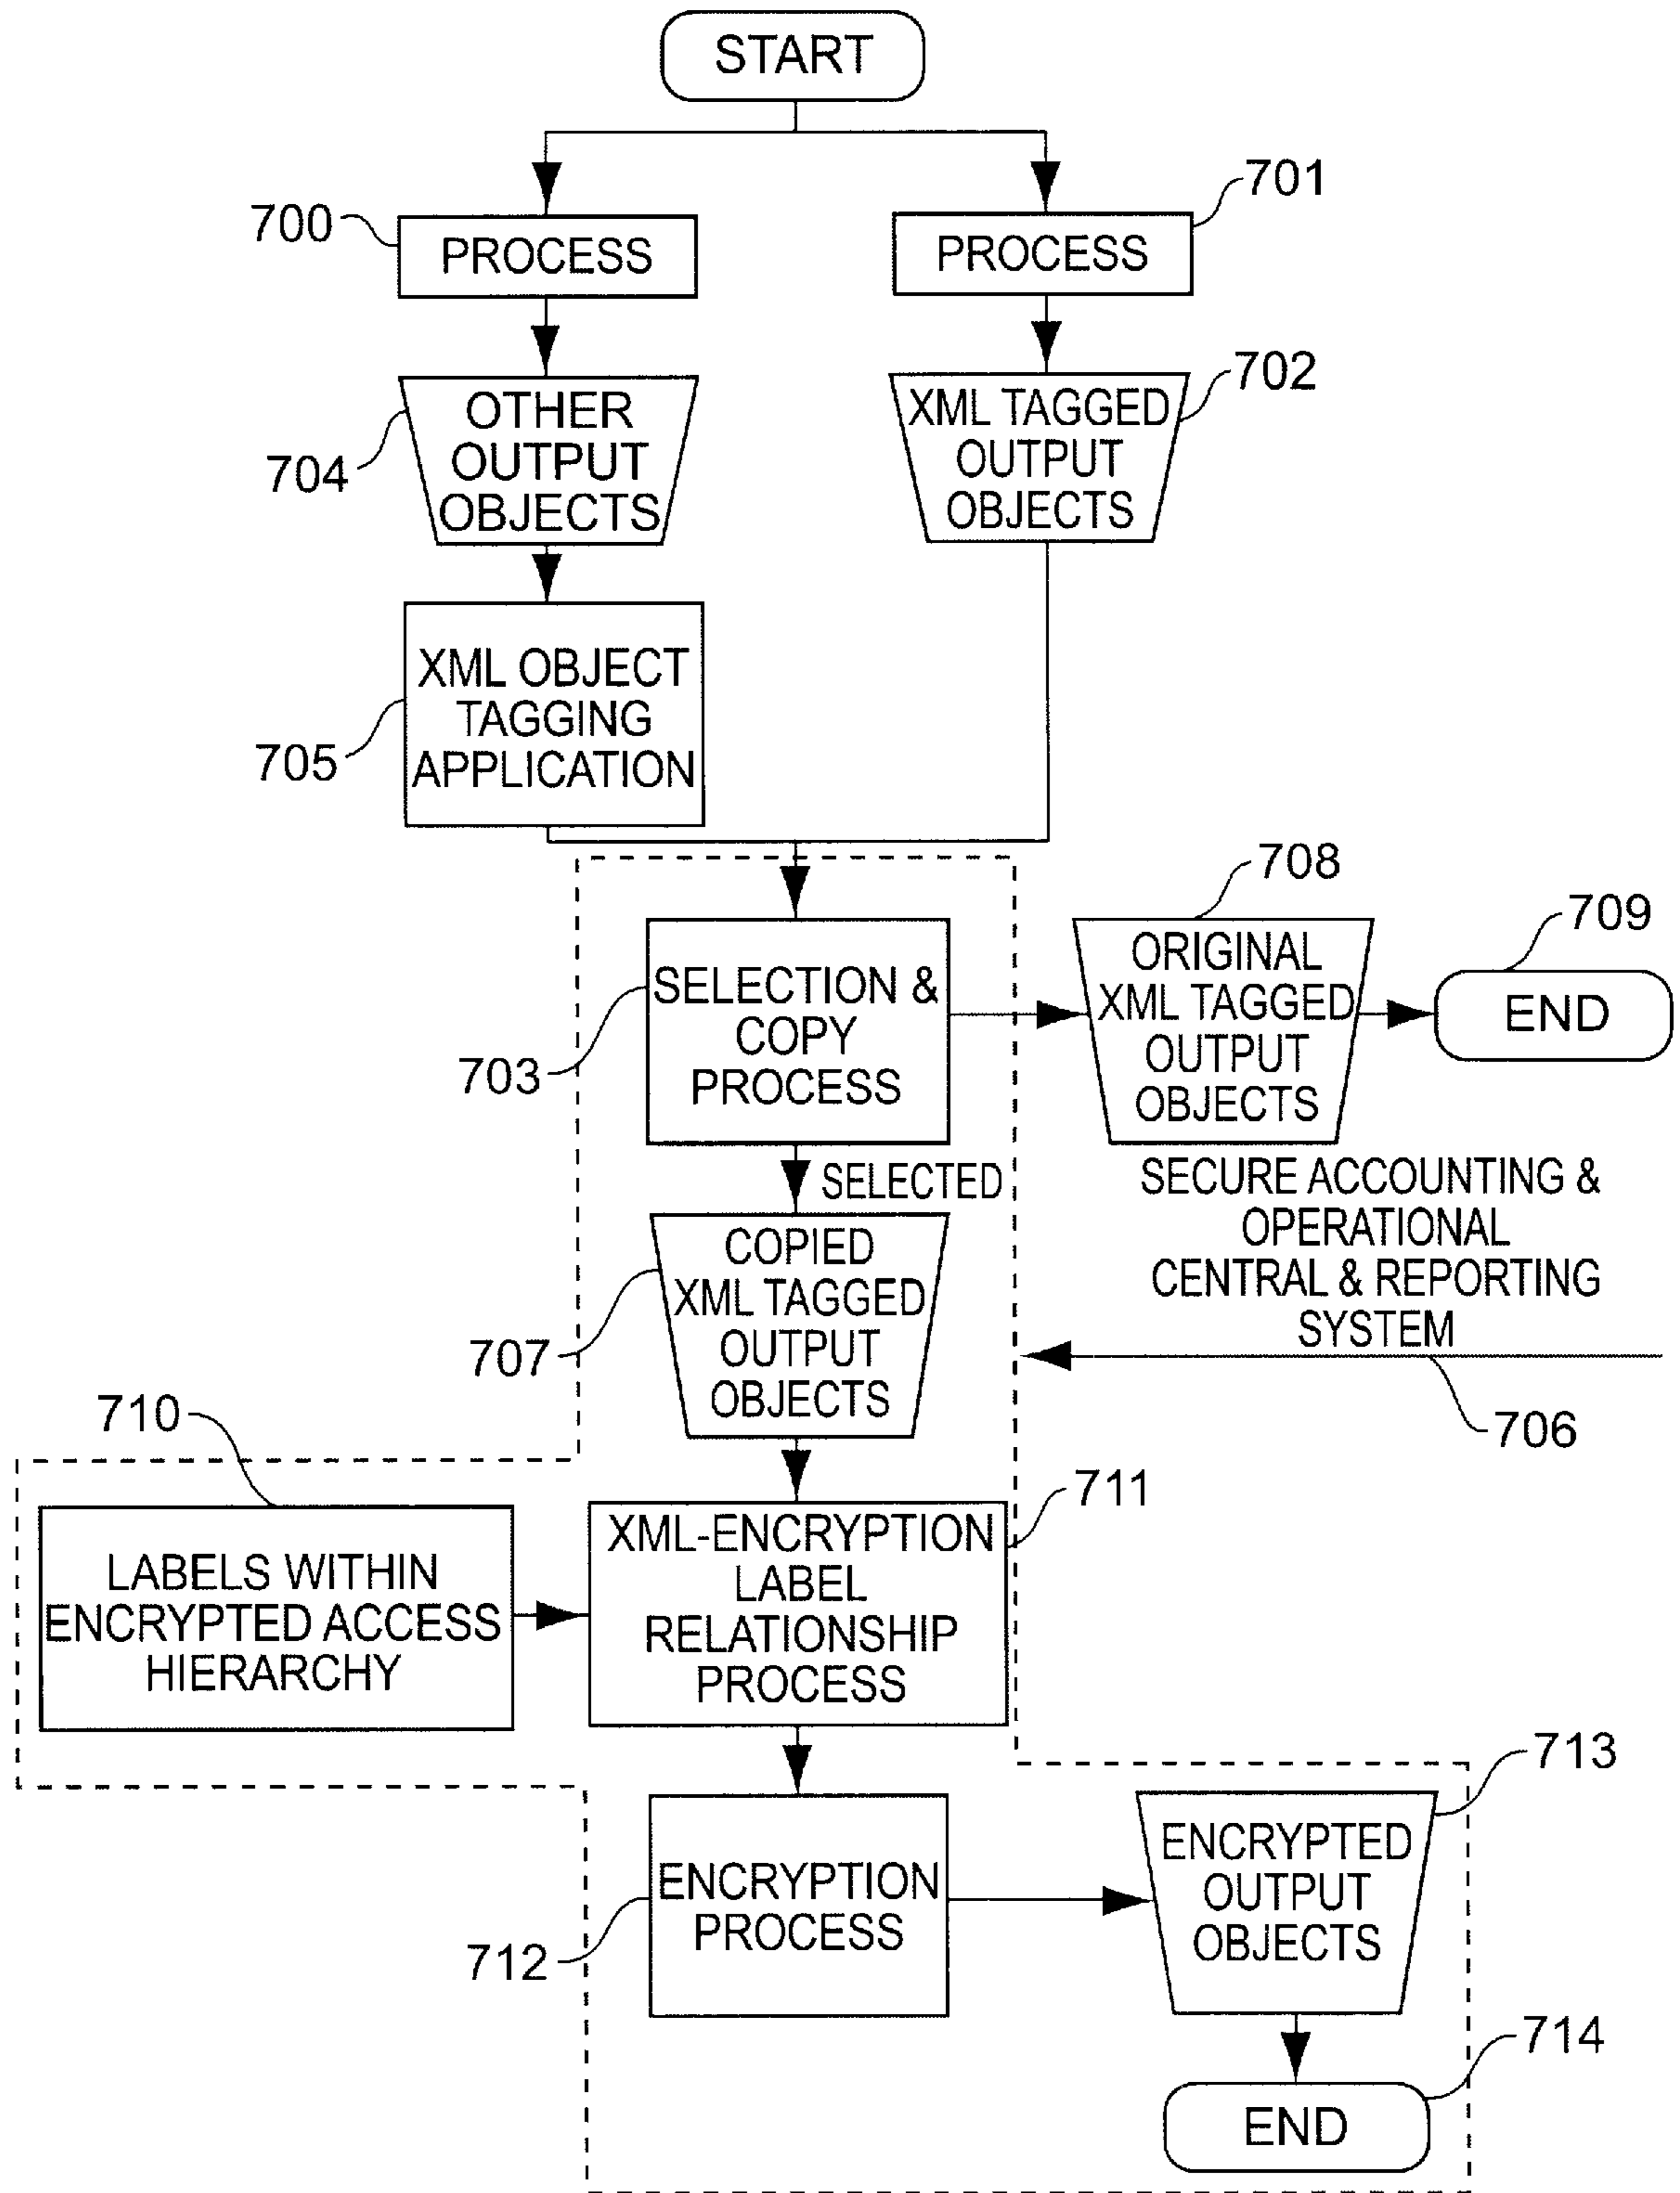 START
700
PROCESS
701
PROCESS
704
OTHER
OUTPUT
OBJECTS
702
XML TAGGED
OUTPUT
OBJECTS
705
XML OBJECT
TAGGING
APPLICATION
703
SELECTION &
COPY
PROCESS
708
ORIGINAL
XML TAGGED
OUTPUT
OBJECTS
709
END
SELECTED
SECURE ACCOUNTING &
OPERATIONAL
CENTRAL & REPORTING
SYSTEM
706
707
COPIED
XML TAGGED
OUTPUT
OBJECTS
710
LABELS WITHIN
ENCRYPTED ACCESS
HIERARCHY
711
XML-ENCRYPTION
LABEL
RELATIONSHIP
PROCESS
712
ENCRYPTION
PROCESS
713
ENCRYPTED
OUTPUT
OBJECTS
714
END